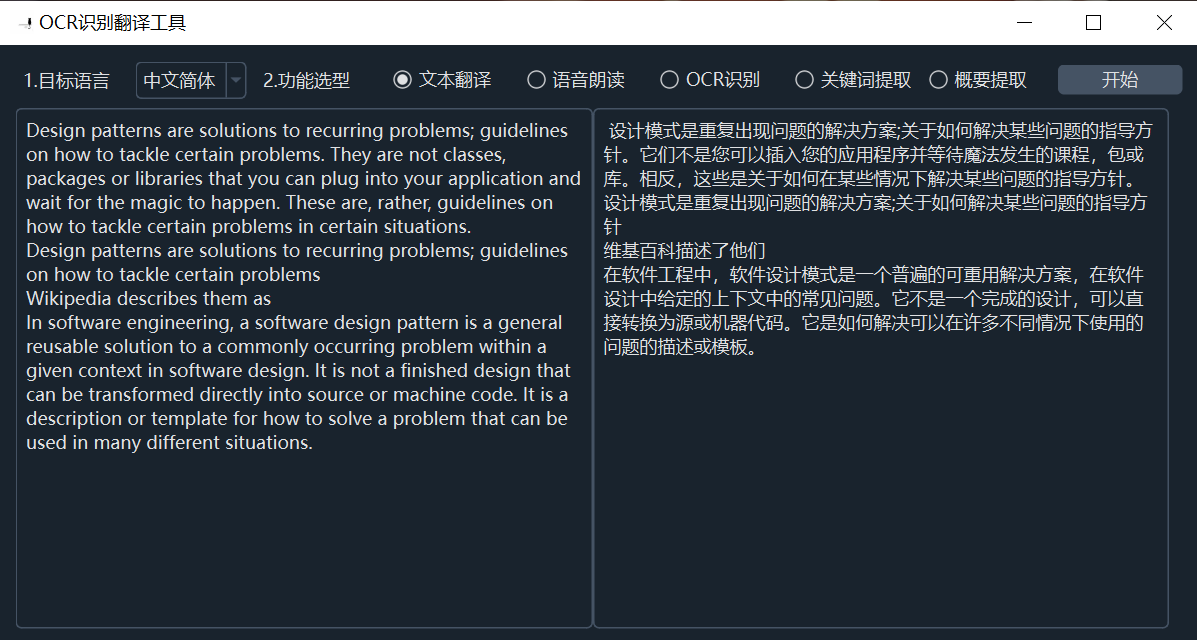 OCR识别翻译工具
1.目标语言 中文简体 2.功能选型 文本翻译 语音朗读 OCR识别 关键词提取 概要提取 开始
Design patterns are solutions to recurring problems; guidelines
on how to tackle certain problems. They are not classes,
packages or libraries that you can plug into your application and
wait for the magic to happen. These are, rather, guidelines on
how to tackle certain problems in certain situations.
Design patterns are solutions to recurring problems; guidelines
on how to tackle certain problems
Wikipedia describes them as
In software engineering, a software design pattern is a general
reusable solution to a commonly occurring problem within a
given context in software design. It is not a finished design that
can be transformed directly into source or machine code. It is a
description or template for how to solve a problem that can be
used in many different situations.
设计模式是重复出现问题的解决方案;关于如何解决某些问题的指导方
针。它们不是您可以插入您的应用程序并等待魔法发生的课程，包或
库。相反，这些是关于如何在某些情况下解决某些问题的指导方针。
设计模式是重复出现问题的解决方案;关于如何解决某些问题的指导方
针
维基百科描述了他们
在软件工程中，软件设计模式是一个普遍的可重用解决方案，在软件
设计中给定的上下文中的常见问题。它不是一个完成的设计，可以直
接转换为源或机器代码。它是如何解决可以在许多不同情况下使用的
问题的描述或模板。